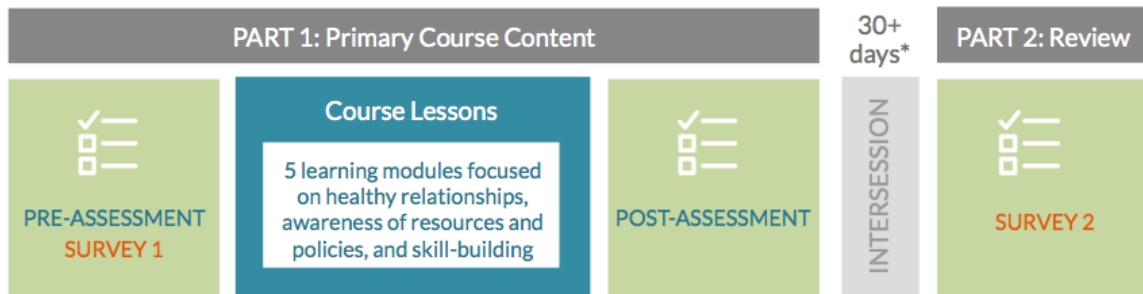 PART 1: Primary Course Content
30+
days*
PART 2: Review
PRE-ASSESSMENT
SURVEY 1
Course Lessons
5 learning modules focused
on healthy relationships,
awareness of resources and
policies, and skill-building
POST-ASSESSMENT
INTERSESSION
SURVEY 2